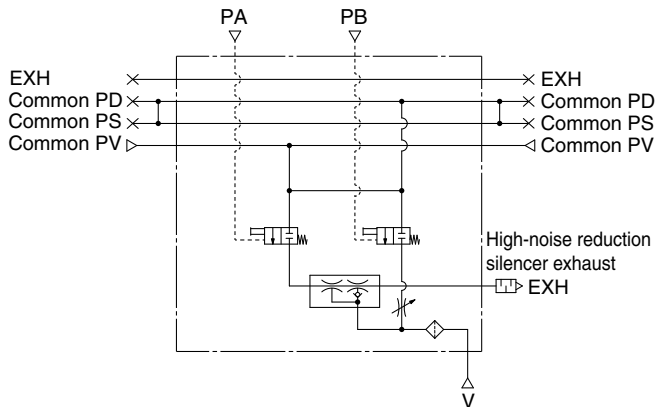 PA
PB
EXH
Common PD
Common PS
Common PV
EXH
Common PD
Common PS
Common PV
High-noise reduction
silencer exhaust
EXH
V